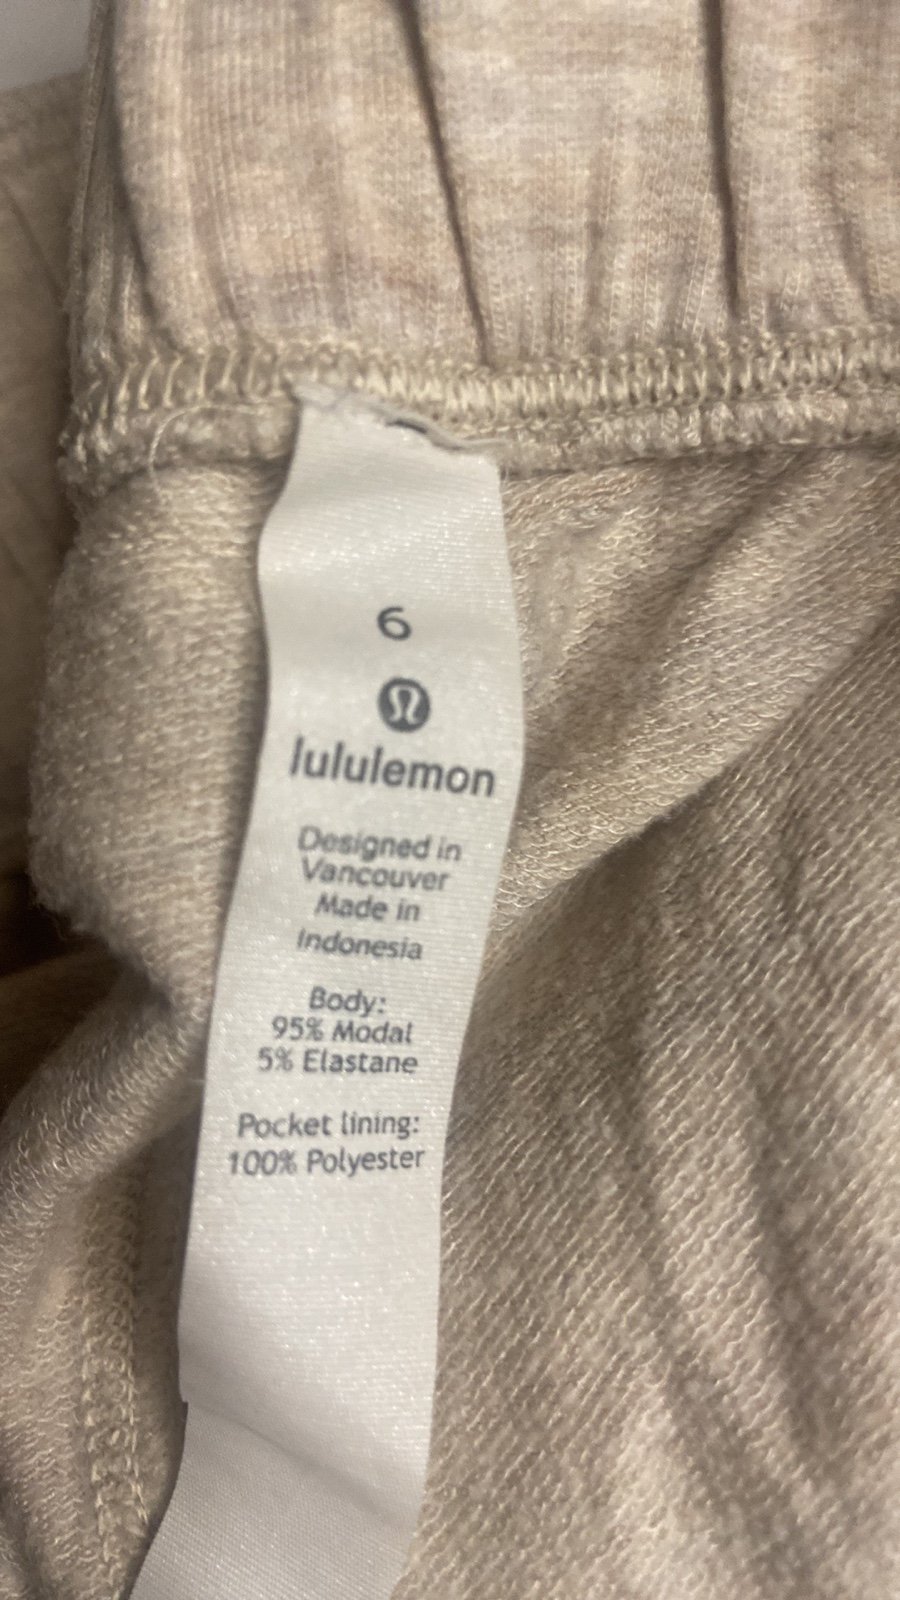 6
lululemon
Designed in
Vancouver
Made in
Indonesia
Body:
95% Modal
5% Elastane
Pocket lining:
100% Polyester